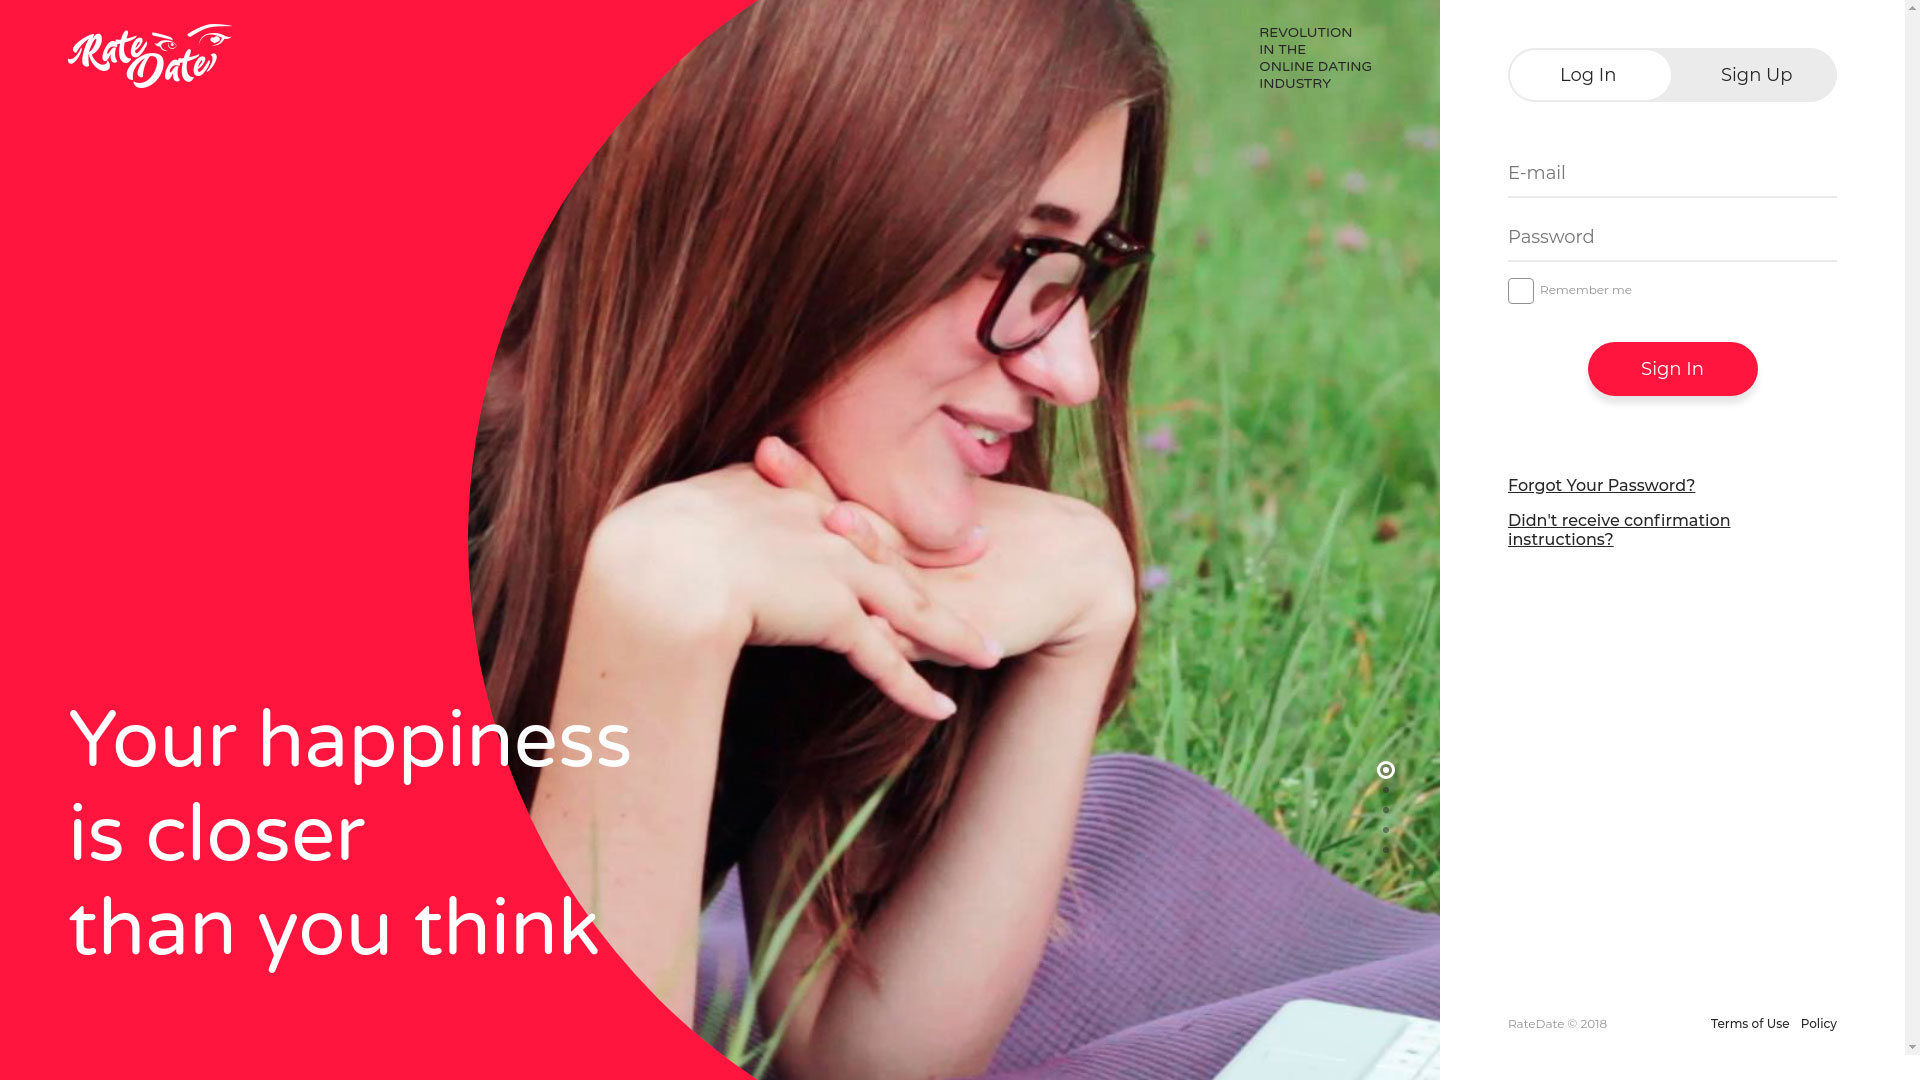 Rate
Date
REVOLUTION
IN THE
ONLINE DATING
INDUSTRY
Your happiness
is closer
than you think
Log In
Sign Up
E-mail
Password
Remember me
Sign In
Forgot Your Password?
Didn't receive confirmation
instructions?
RateDate © 2018
Terms of Use
Policy